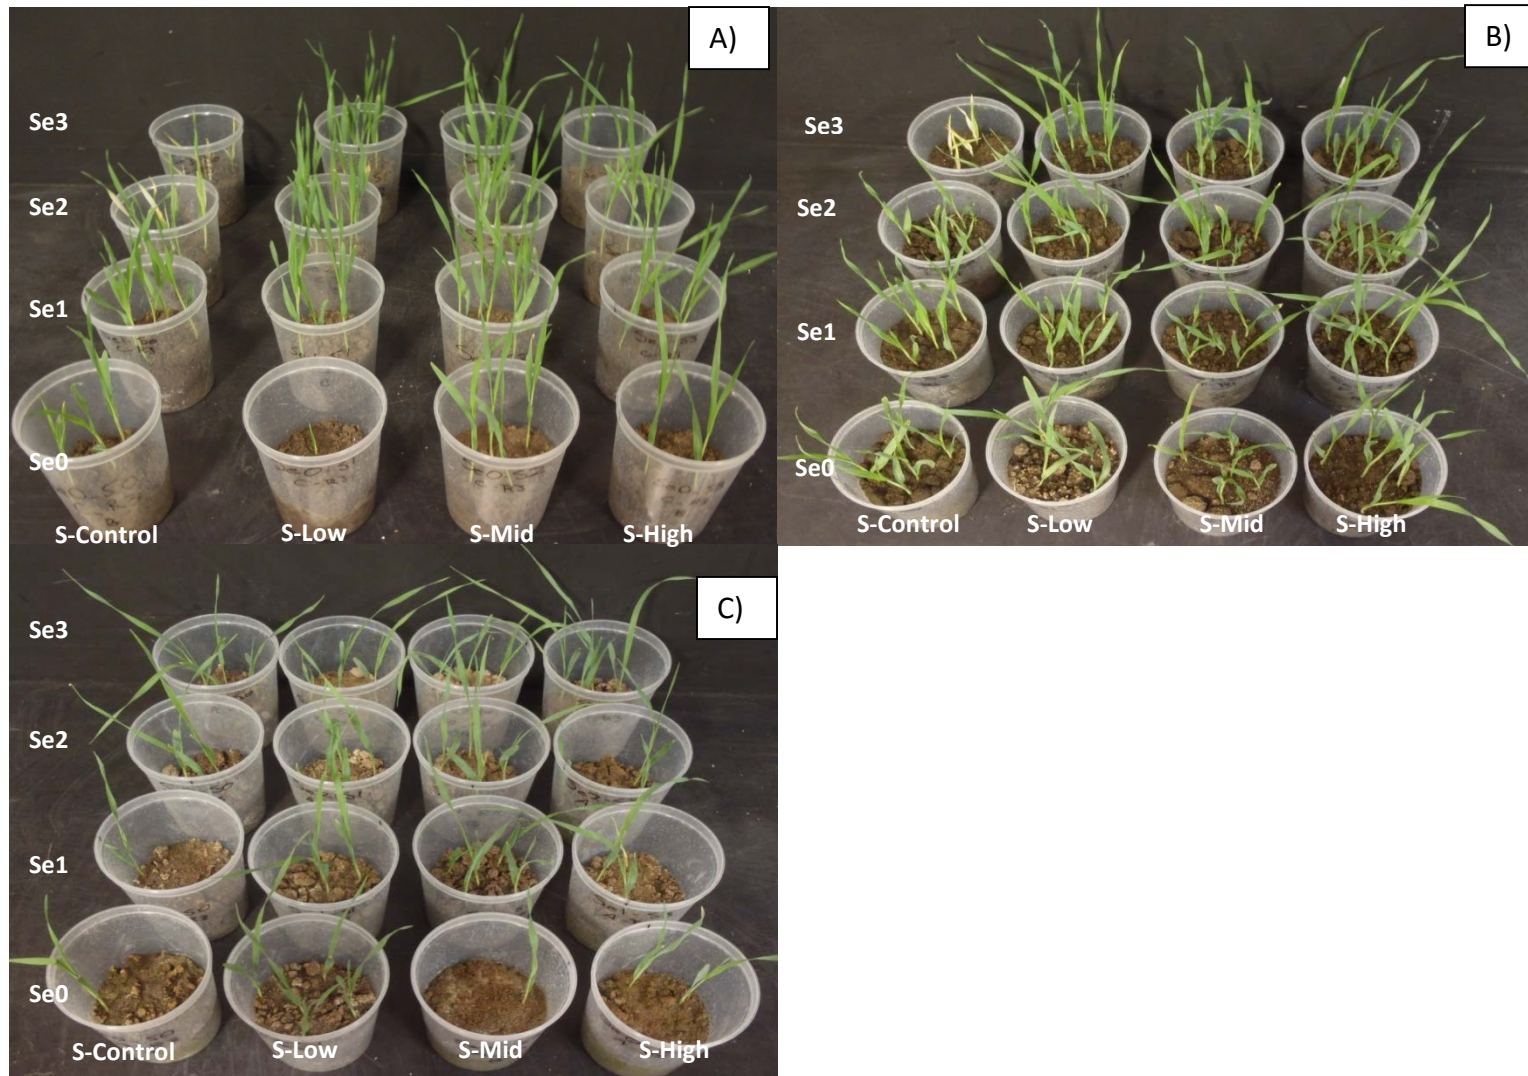 A)
Se3
Se2
Se1
Se0
S-Control
S-Low
S-Mid
S-High
B)
Se3
Se2
Se1
Se0
S-Control
S-Low
S-Mid
S-High
C)
Se3
Se2
Se1
Se0
S-Control
S-Low
S-Mid
S-High